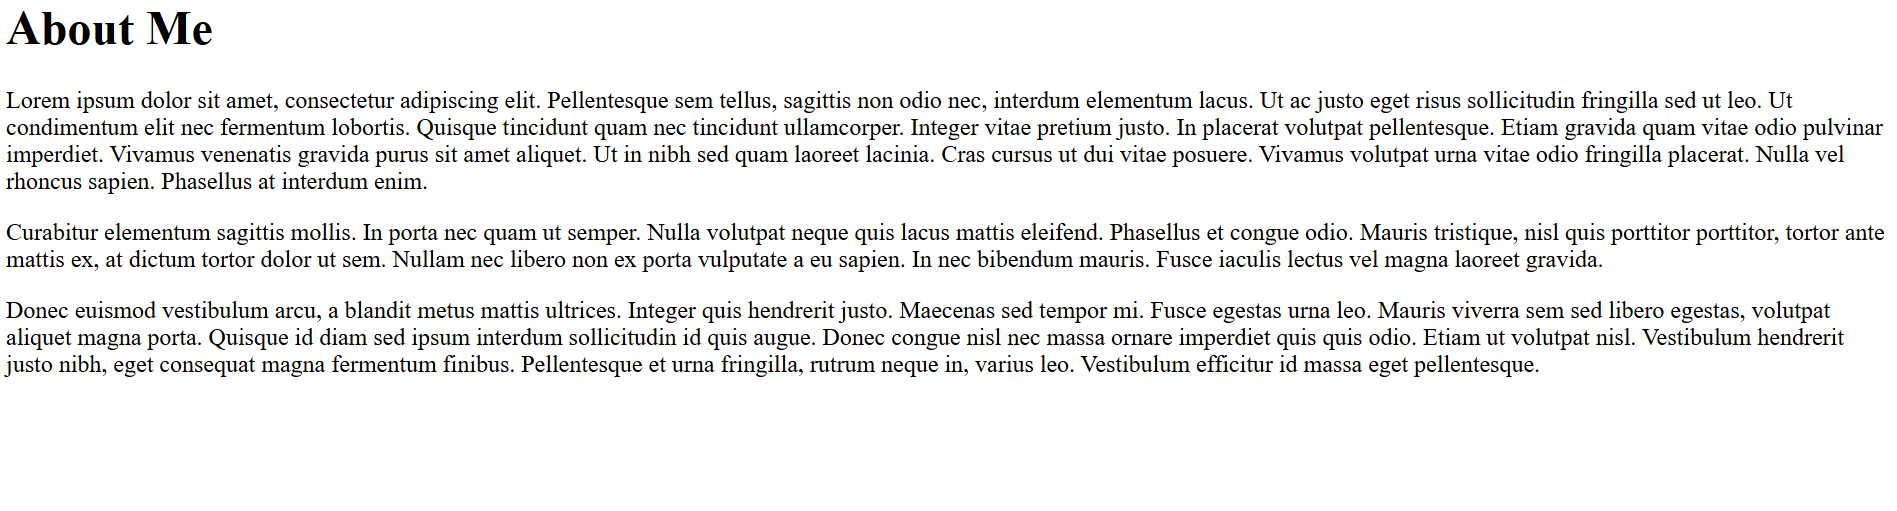 About Me
Lorem ipsum dolor sit amet, consectetur adipiscing elit. Pellentesque sem tellus, sagittis non odio nec, interdum elementum lacus. Ut ac justo eget risus sollicitudin fringilla sed ut leo. Ut
condimentum elit nec fermentum lobortis. Quisque tincidunt quam nec tincidunt ullamcorper. Integer vitae pretium justo. In placerat volutpat pellentesque. Etiam gravida quam vitae odio pulvinar
imperdiet. Vivamus venenatis gravida purus sit amet aliquet. Ut in nibh sed quam laoreet lacinia. Cras cursus ut dui vitae posuere. Vivamus volutpat urna vitae odio fringilla placerat. Nulla vel
rhoncus sapien. Phasellus at interdum enim.
Curabitur elementum sagittis mollis. In porta nec quam ut semper. Nulla volutpat neque quis lacus mattis eleifend. Phasellus et congue odio. Mauris tristique, nisl quis porttitor porttitor, tortor ante
mattis ex, at dictum tortor dolor ut sem. Nullam nec libero non ex porta vulputate a eu sapien. In nec bibendum mauris. Fusce iaculis lectus vel magna laoreet gravida.
Donec euismod vestibulum arcu, a blandit metus mattis ultrices. Integer quis hendrerit justo. Maecenas sed tempor mi. Fusce egestas urna leo. Mauris viverra sem sed libero egestas, volutpat
aliquet magna porta. Quisque id diam sed ipsum interdum sollicitudin id quis augue. Donec congue nisl nec massa ornare imperdiet quis quis odio. Etiam ut volutpat nisl. Vestibulum hendrerit
justo nibh, eget consequat magna fermentum finibus. Pellentesque et urna fringilla, rutrum neque in, varius leo. Vestibulum efficitur id massa eget pellentesque.